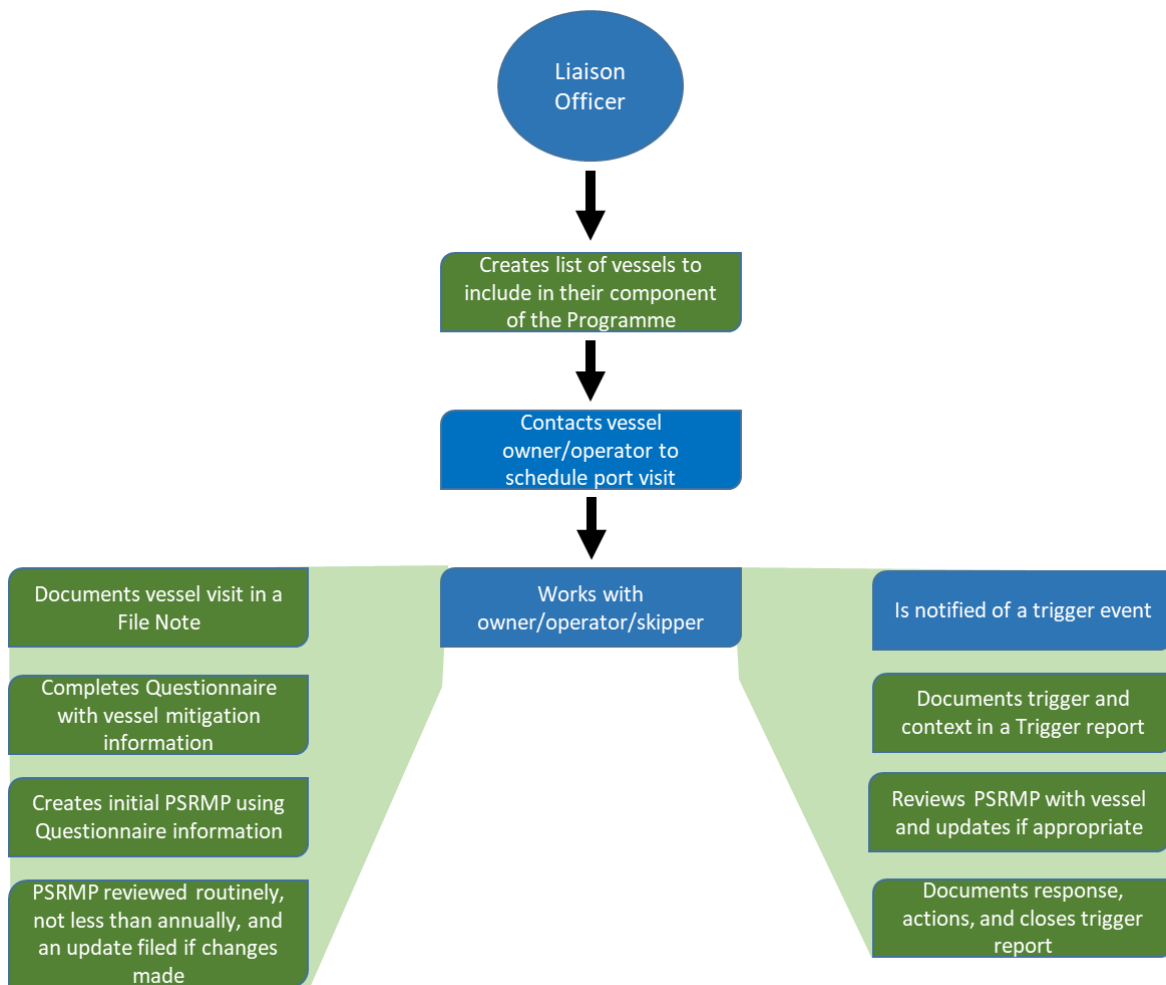 Liaison
Officer
Creates list of vessels to
include in their component
of the Programme
Contacts vessel
owner/operator to
schedule port visit
Works with
owner/operator/skipper
Documents vessel visit in a
File Note
Completes Questionnaire
with vessel mitigation
information
Creates initial PSRMP using
Questionnaire information
PSRMP reviewed routinely,
not less than annually, and
an update filed if changes
made
Is notified of a trigger event
Documents trigger and
context in a Trigger report
Reviews PSRMP with vessel
and updates if appropriate
Documents response,
actions, and closes trigger
report